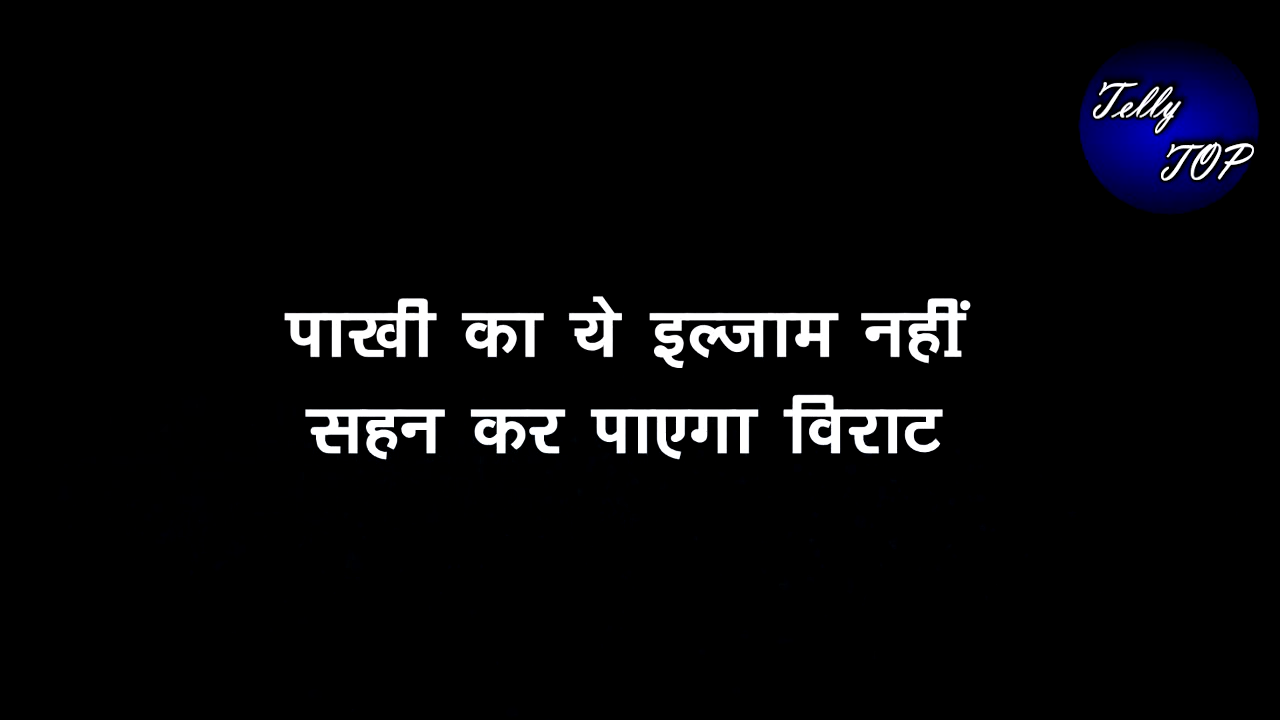 Telly
TOP
पाखी का ये इल्जाम नहीं
सहन कर पाएगा विराट